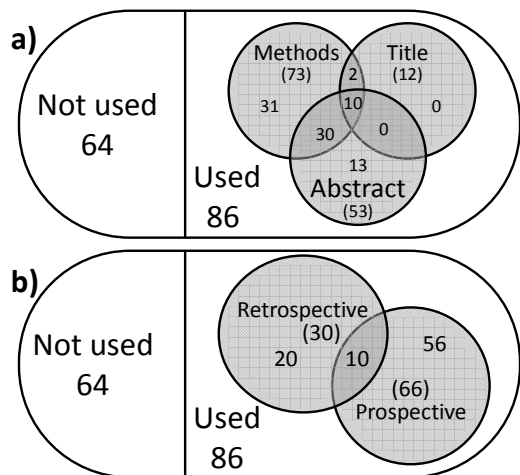 a)
Methods
(73)
2
Title
(12)
Not used
64
31
10
0
30
0
13
Used
86
Abstract
(53)
b)
Retrospective
(30)
Not used
64
20
10
56
(66)
Prospective
Used
86